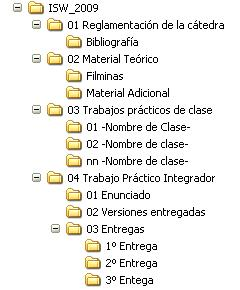 ISW_2009
01 Reglamentación de la cátedra
Bibliografía
02 Material Teórico
Filminas
Material Adicional
03 Trabajos prácticos de clase
01 -Nombre de Clase-
02 -Nombre de clase-
nn -Nombre de clase-
04 Trabajo Práctico Integrador
01 Enunciado
02 Versiones entregadas
03 Entregas
1º Entrega
2º Entrega
3º Entega